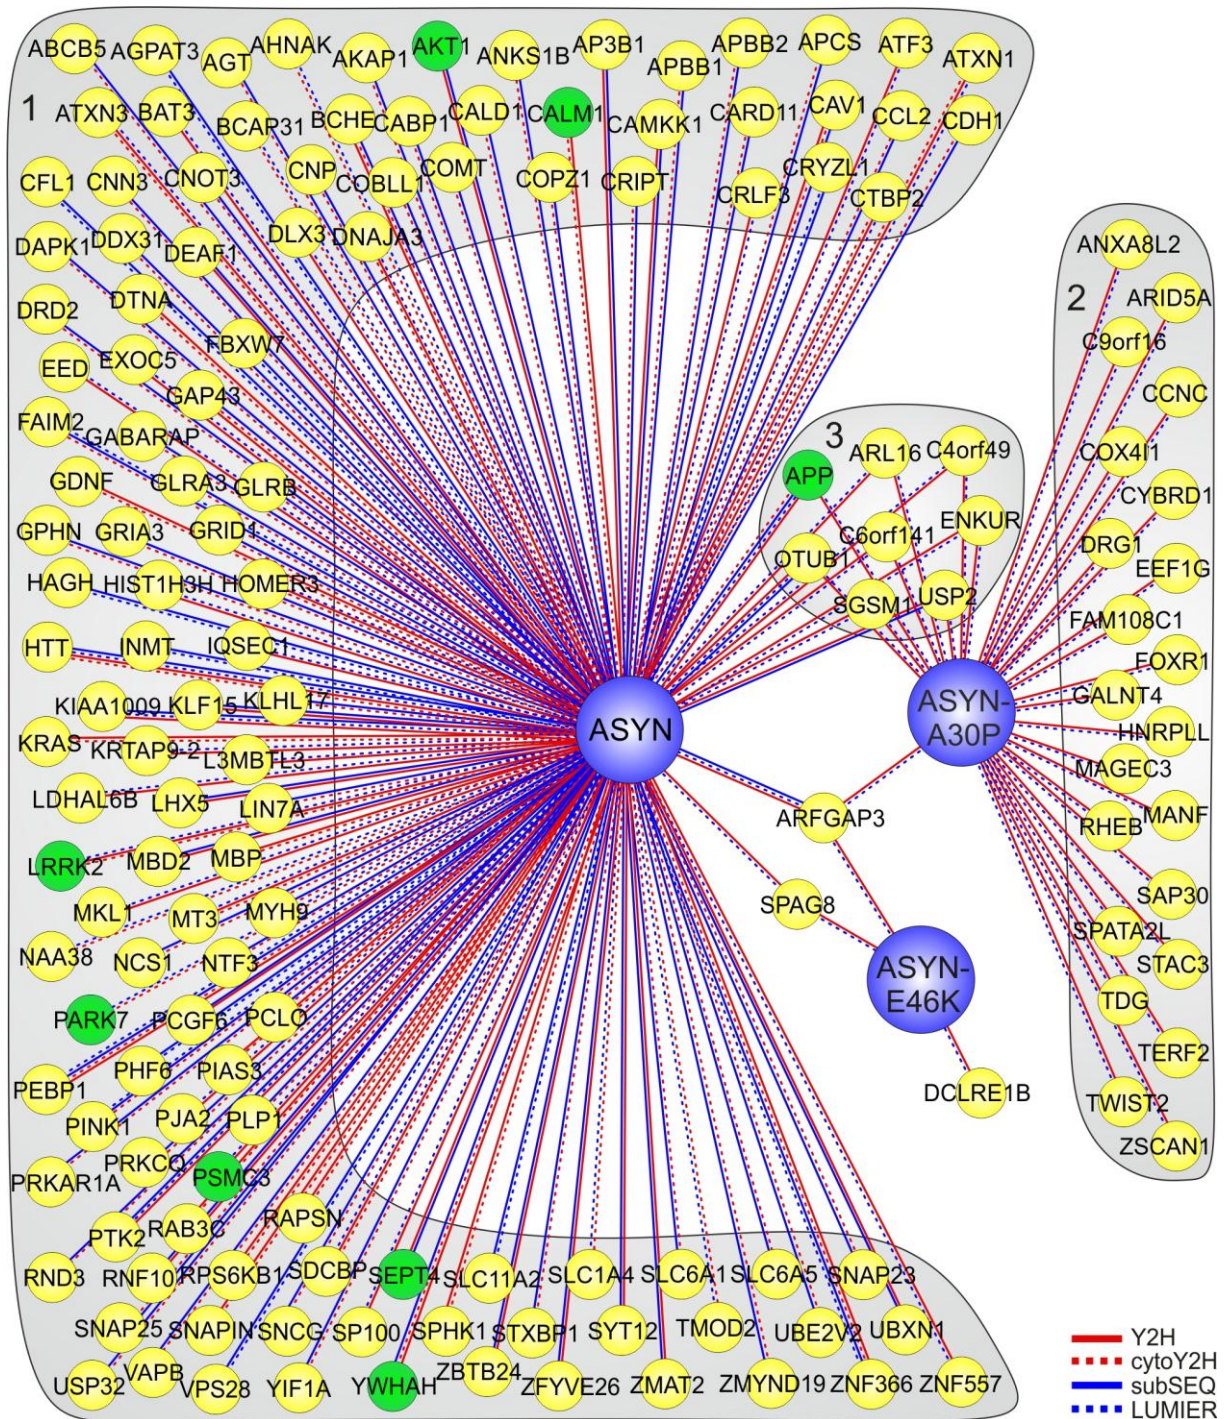 ABCB5
AGPAT3
AGT
AHNAK
AKAP1
AKT1
ANKS1B
AP3B1
APBB1
APBB2
APCS
ATF3
ATXN1
1
ATXN3
BAT3
BCAP31
BCHE
CABP1
CALD1
CALM1
CAMKK1
CARD11
CAV1
CCL2
CDH1
CFL1
CNN3
CNOT3
CNP
COBLL1
COMT
COPZ1
CRIPT
CRLF3
CRYZL1
CTBP2
DAPK1
DDX31
DEAF1
DLX3
DNAJA3
DRD2
DTNA
FBXW7
EED
EXOC5
GAP43
FAIM2
GABARAP
GDNF
GLRA3
GLRB
GPHN
GRIA3
GRID1
HAGH
HIST1H3H
HOMER3
HTT
INMT
IQSEC1
KIAA1009
KLF15
KLHL17
KRAS
KRTAP9-2
L3MBTL3
LDHAL6B
LHX5
LIN7A
LRRK2
MBD2
MBP
MKL1
MT3
MYH9
NAA38
NCS1
NTF3
PARK7
PCGF6
PCLO
PEBP1
PHF6
PIAS3
PINK1
PJA2
PLP1
PRKAR1A
PRKCQ
PSMC3
PTK2
RAB3C
RAPSN
RND3
RNF10
RPS6KB1
SDCBP
SEPT4
SLC11A2
SLC1A4
SLC6A1
SLC6A5
SNAP23
SNAP25
SNAPIN
SNCG
SP100
SPHK1
STXBP1
SYT12
TMOD2
UBE2V2
UBXN1
USP32
VAPB
VPS28
YIF1A
YWHAH
ZBTB24
ZFYVE26
ZMAT2
ZMYND19
ZNF366
ZNF557
ASYN
3
APP
ARL16
C4orf49
OTUB1
C6orf141
ENKUR
SGSM1
USP2
ASYN-
A30P
ARFGAP3
SPAG8
ASYN-
E46K
DCLRE1B
2
ANXA8L2
ARID5A
C9orf16
CCNC
COX4I1
CYBRD1
DRG1
EEF1G
FAM108C1
FOXR1
GALNT4
HNRPLL
MAGEC3
MANF
RHEB
SAP30
SPATA2L
STAC3
TDG
TERF2
TWIST2
ZSCAN1
Y2H
cytoY2H
subSEQ
LUMIER